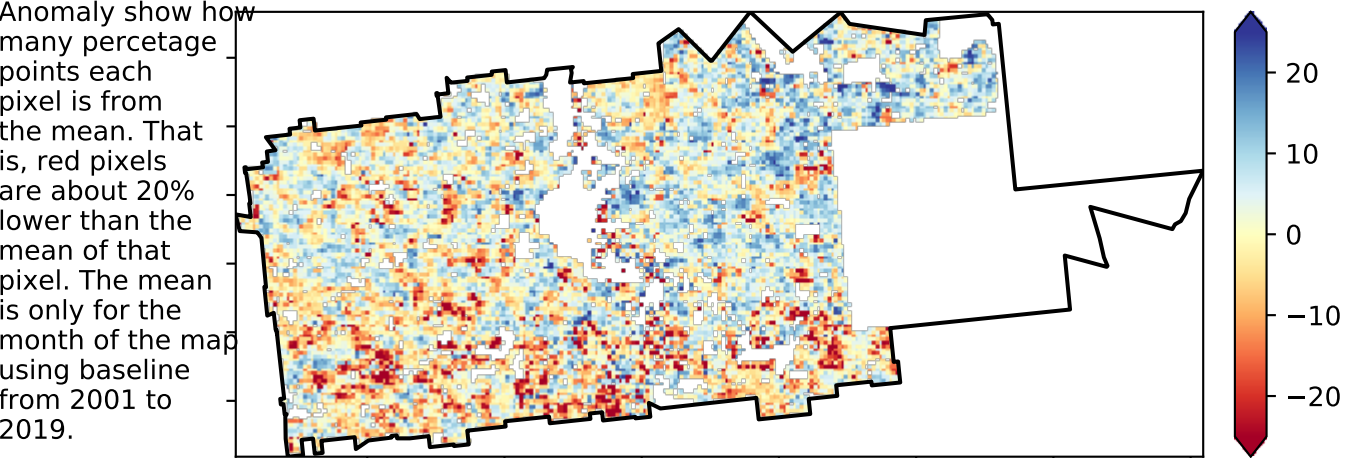 Anomaly show how
many percetage
points each
pixel is from
the mean. That
is, red pixels
are about 20%
lower than the
mean of that
pixel. The mean
is only for the
month of the map
using baseline
from 2001 to
2019.
20
10
0
−10
−20